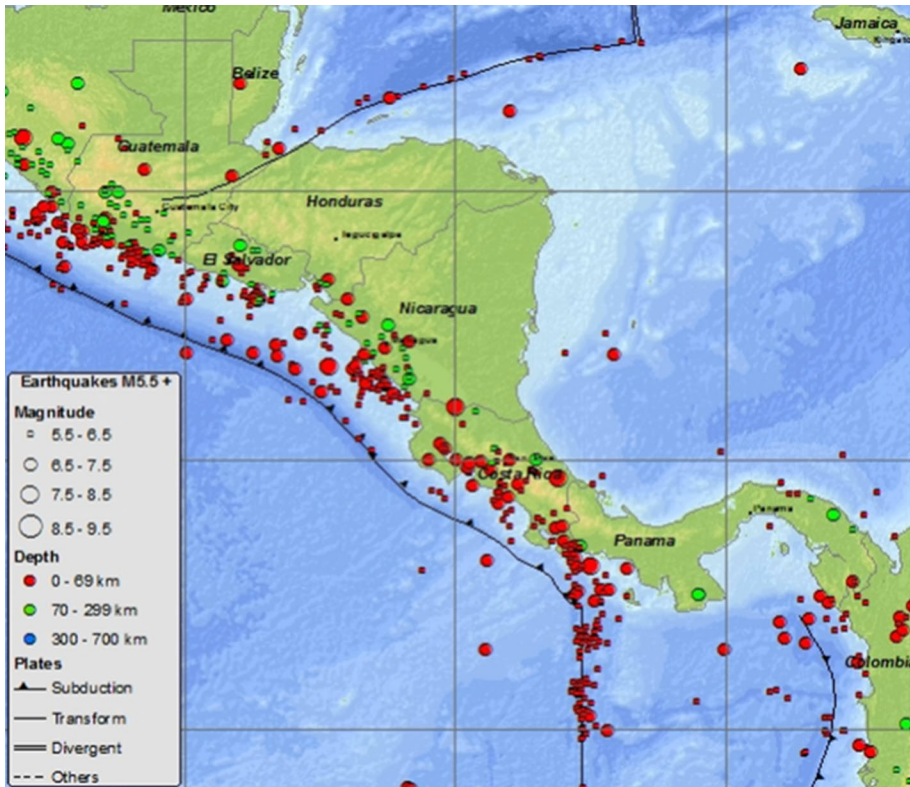 Mexico
Jamaica
Belize
Guatemala
Guatemala City
Honduras
El Salvador
Nicaragua
Costa Rica
Panama
Panama
Colombia
Earthquakes M5.5 +
Magnitude
5.5 - 6.5
6.5 - 7.5
7.5 - 8.5
8.5 - 9.5
Depth
0 - 69 km
70 - 299 km
300 - 700 km
Plates
Subduction
Transform
Divergent
Others